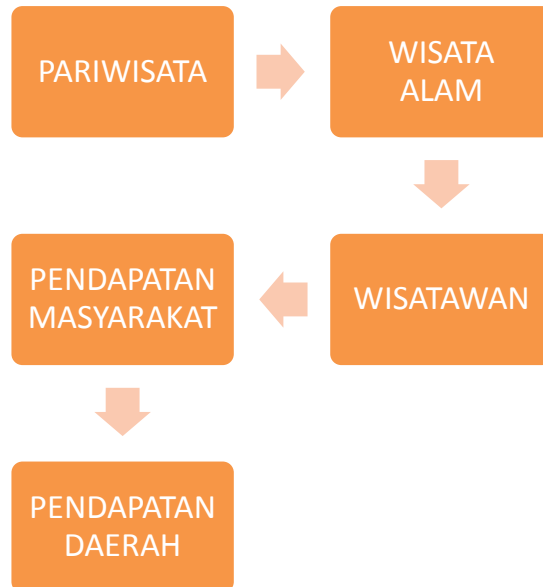 PARIWISATA
WISATA
ALAM
WISATAWAN
PENDAPATAN
MASYARAKAT
PENDAPATAN
DAERAH